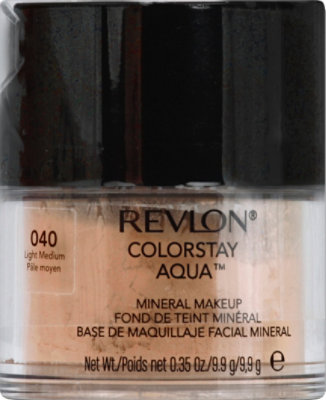 REVLON®
COLORSTAY
AQUA™
040
Light Medium
Pâle moyen
MINERAL MAKEUP
FOND DE TEINT MINÉRAL
BASE DE MAQUILLAJE FACIAL MINERAL
Net Wt./Poids net 0.35 Oz/9.9 g/9,9 g e